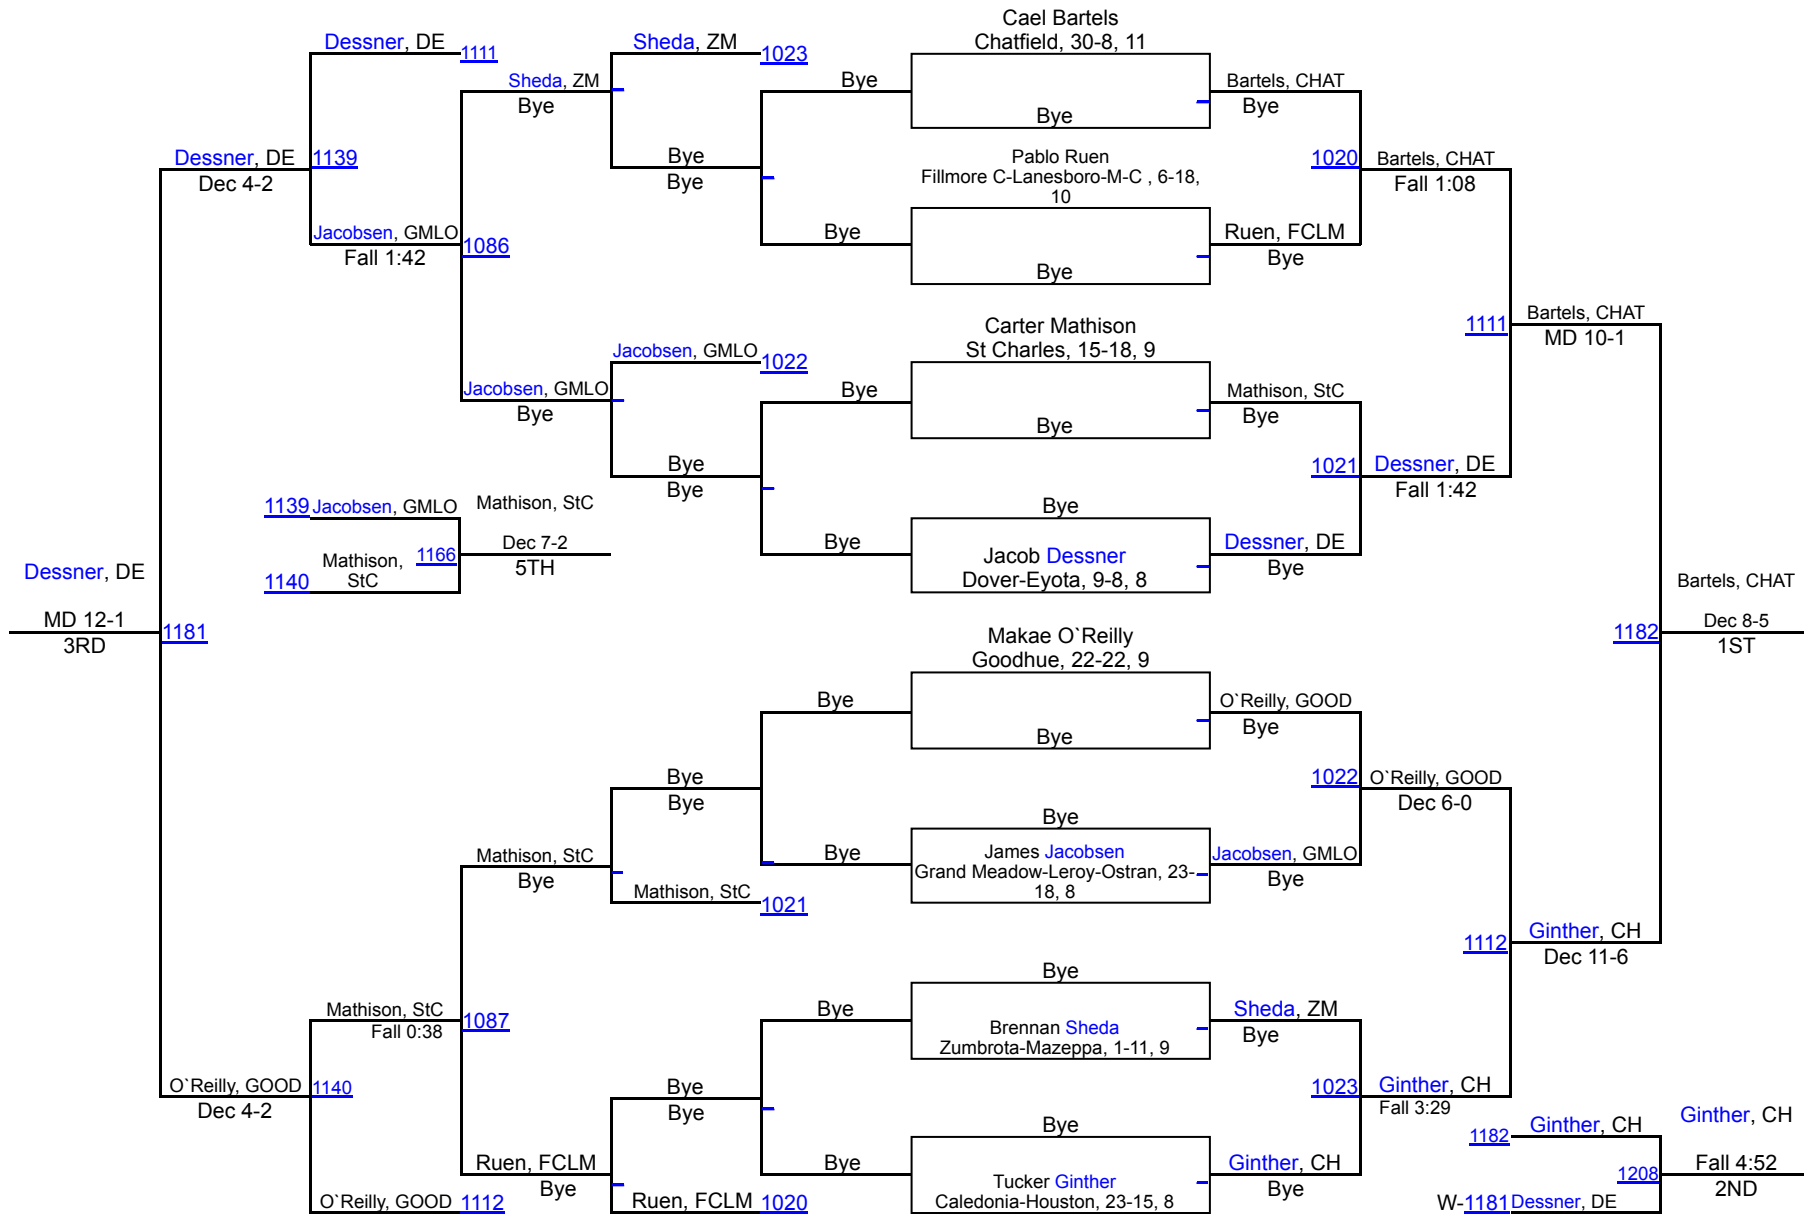 Cael Bartels
Chatfield, 30-8, 11
Bye
Bye
Pablo Ruen
Fillmore C-Lanesboro-M-C , 6-18,
10
Bye
Bye
Carter Mathison
St Charles, 15-18, 9
Bye
Bye
Bye
Bye
Jacob Dessner
Dover-Eyota, 9-8, 8
Makae O`Reilly
Goodhue, 22-22, 9
Bye
Bye
Bye
Bye
James Jacobsen
Grand Meadow-Leroy-Ostran, 23-
18, 8
Bye
Bye
Brennan Sheda
Zumbrota-Mazeppa, 1-11, 9
Bye
Bye
Tucker Ginther
Caledonia-Houston, 23-15, 8
Bartels, CHAT
Bye
1020
Ruen, FCLM
Bye
Mathison, StC
Bye
1021
Dessner, DE
Bye
O`Reilly, GOOD
Bye
1022
Jacobsen, GMLO
Bye
Sheda, ZM
Bye
1023
Ginther, CH
Bye
Bartels, CHAT
Fall 1:08
1111
Dessner, DE
Fall 1:42
O`Reilly, GOOD
Dec 6-0
1112
Ginther, CH
Fall 3:29
Bartels, CHAT
MD 10-1
1182
Ginther, CH
Dec 11-6
Bartels, CHAT
Dec 8-5
1ST
1182 Ginther, CH
1208
W-1181 Dessner, DE
Ginther, CH
Fall 4:52
2ND
Sheda, ZM 1023
Bye
Bye
Jacobsen, GMLO 1022
Bye
Bye
Bye
Bye
Mathison, StC 1021
Bye
Bye
Ruen, FCLM 1020
Sheda, ZM
Bye
1086
Jacobsen, GMLO
Bye
Mathison, StC
Bye
1087
Ruen, FCLM
Bye
Dessner, DE 1111
1139
Jacobsen, GMLO
Fall 1:42
Mathison, StC
Fall 0:38
1140
O`Reilly, GOOD 1112
Dessner, DE
Dec 4-2
1181
O`Reilly, GOOD
Dec 4-2
Dessner, DE
MD 12-1
3RD
1139 Jacobsen, GMLO
1166
Mathison,
StC
1140
Mathison, StC
Dec 7-2
5TH